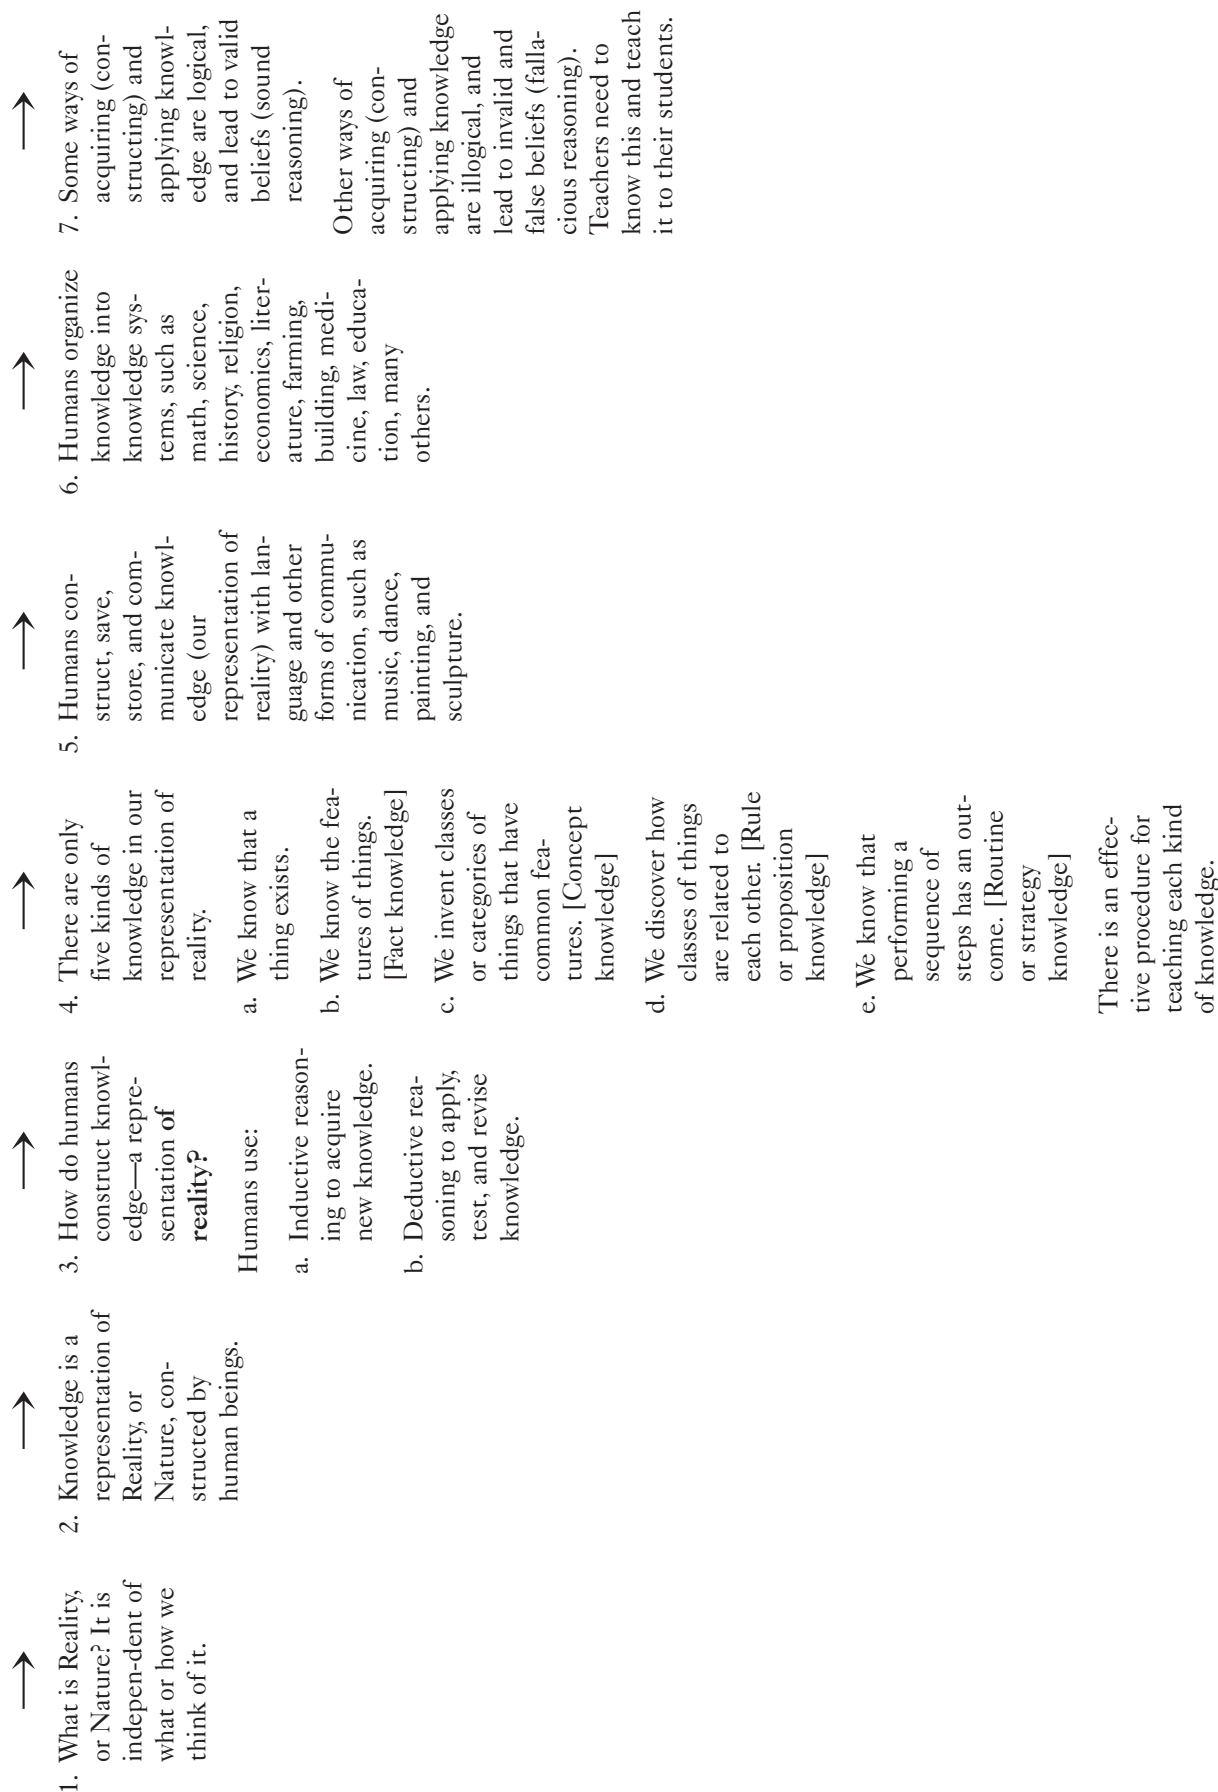 →
1. What is Reality,
or Nature? It is
indepen-dent of
what or how we
think of it.
→
2. Knowledge is a
representation of
Reality, or
Nature, con-
structed by
human beings.
→
3. How do humans
construct knowl-
edge—a repre-
sentation of
reality?
Humans use:
a. Inductive reason-
ing to acquire
new knowledge.
b. Deductive rea-
soning to apply,
test, and revise
knowledge.
→
4. There are only
five kinds of
knowledge in our
representation of
reality.
a. We know that a
thing exists.
b. We know the fea-
tures of things.
[Fact knowledge]
c. We invent classes
or categories of
things that have
common fea-
tures. [Concept
knowledge]
d. We discover how
classes of things
are related to
each other. [Rule
or proposition
knowledge]
e. We know that
performing a
sequence of
steps has an out-
come. [Routine
or strategy
knowledge]
There is an effec-
tive procedure for
teaching each kind
of knowledge.
→
5. Humans con-
struct, save,
store, and com-
municate knowl-
edge (our
representation of
reality) with lan-
guage and other
forms of commu-
nication, such as
music, dance,
painting, and
sculpture.
→
6. Humans organize
knowledge into
knowledge sys-
tems, such as
math, science,
history, religion,
economics, liter-
ature, farming,
building, medi-
cine, law, educa-
tion, many
others.
→
7. Some ways of
acquiring (con-
structing) and
applying knowl-
edge are logical,
and lead to valid
beliefs (sound
reasoning).
Other ways of
acquiring (con-
structing) and
applying knowledge
are illogical, and
lead to invalid and
false beliefs (falla-
cious reasoning).
Teachers need to
know this and teach
it to their students.